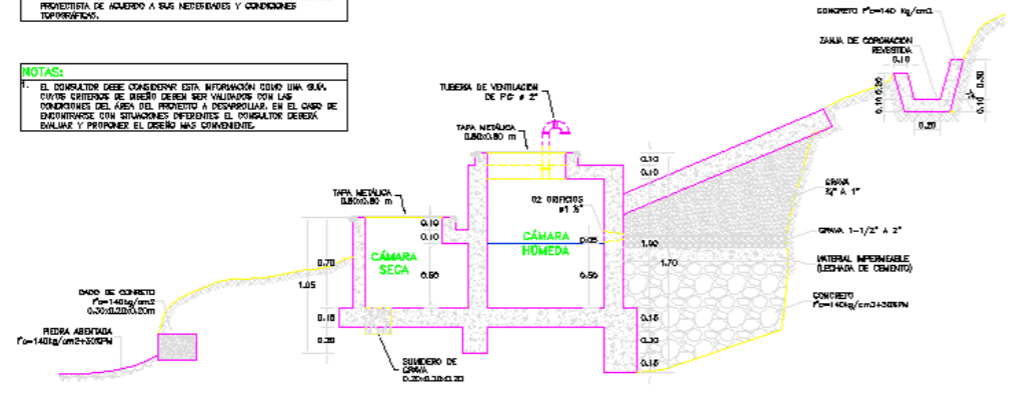 PROYECTISTA DE ACUERDO A SUS NECESIDADES Y CONDICIONES
TOPOGRÁFICAS.
NOTAS:
1. EL CONSULTOR DEBE CONSIDERAR ESTA INFORMACIÓN COMO UNA GUÍA,
CUYOS CRITERIOS DE DISEÑO DEBEN SER VALIDADOS CON LAS
CONDICIONES DEL ÁREA DEL PROYECTO A DESARROLLAR. EN EL CASO DE
ENCONTRARSE CON SITUACIONES DIFERENTES EL CONSULTOR DEBERÁ
EVALUAR Y PROPONER EL DISEÑO MAS CONVENIENTE.
CONCRETO f'c=140 Kg/cm2
ZANJA DE CORONACION
REVESTIDA
0.10
0.10
0.30
0.10
0.20
TUBERIA DE VENTILACION
DE Fº Gº ø 2"
TAPA METÁLICA
0.80x0.80 m
0.10
0.10
TAPA METÁLICA
0.80x0.80 m
02 ORIFICIOS
ø1 ½"
GRAVA
¾" A 1"
0.10
0.10
CÁMARA
HÚMEDA
0.05
1.90
GRAVA 1-1/2" A 2"
CÁMARA
SECA
0.70
1.05
0.50
0.50
1.70
MATERIAL IMPERMEABLE
(LECHADA DE CEMENTO)
DADO DE CONCRETO
f'c=140kg/cm2
0.30x0.20x0.20m
CONCRETO
f'c=140kg/cm2+30%PM
0.15
0.15
PIEDRA ASENTADA
f'c=140kg/cm2+30%PM
0.20
0.15
SUMIDERO DE
GRAVA